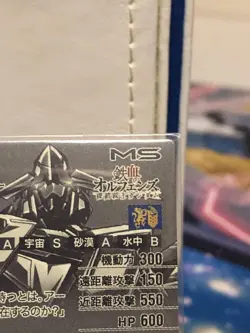 MS
鉄血
オルフェンズ
A 宇宙 S 砂漠 A 水中 B
機動力 300
遠距離攻撃 150
近距離攻撃 550
HP 600
待つとは。アー
在するのか?」